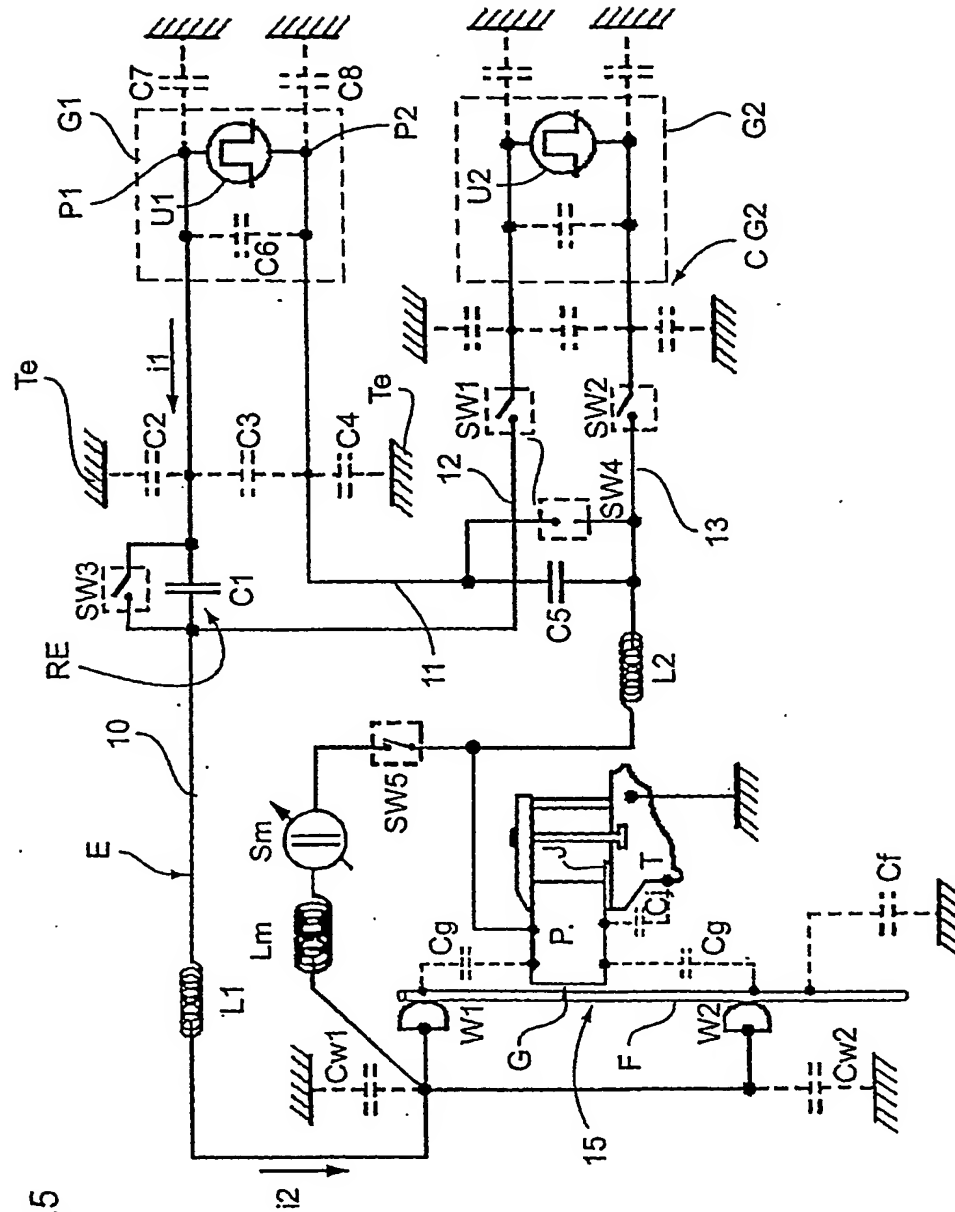 5
G1
C7
P1
U1
C6
C8
P2
i1
Te
C2
C3
C4
Te
SW3
C1
RE
10
E
L1
i2
11
12
C5
SW4
13
SW1
SW2
U2
G2
C G2
L2
SW5
Sm
Lm
J
T
P.
Cj
Cg
Cg
Cf
W1
W2
G
F
15
Cw1
Cw2